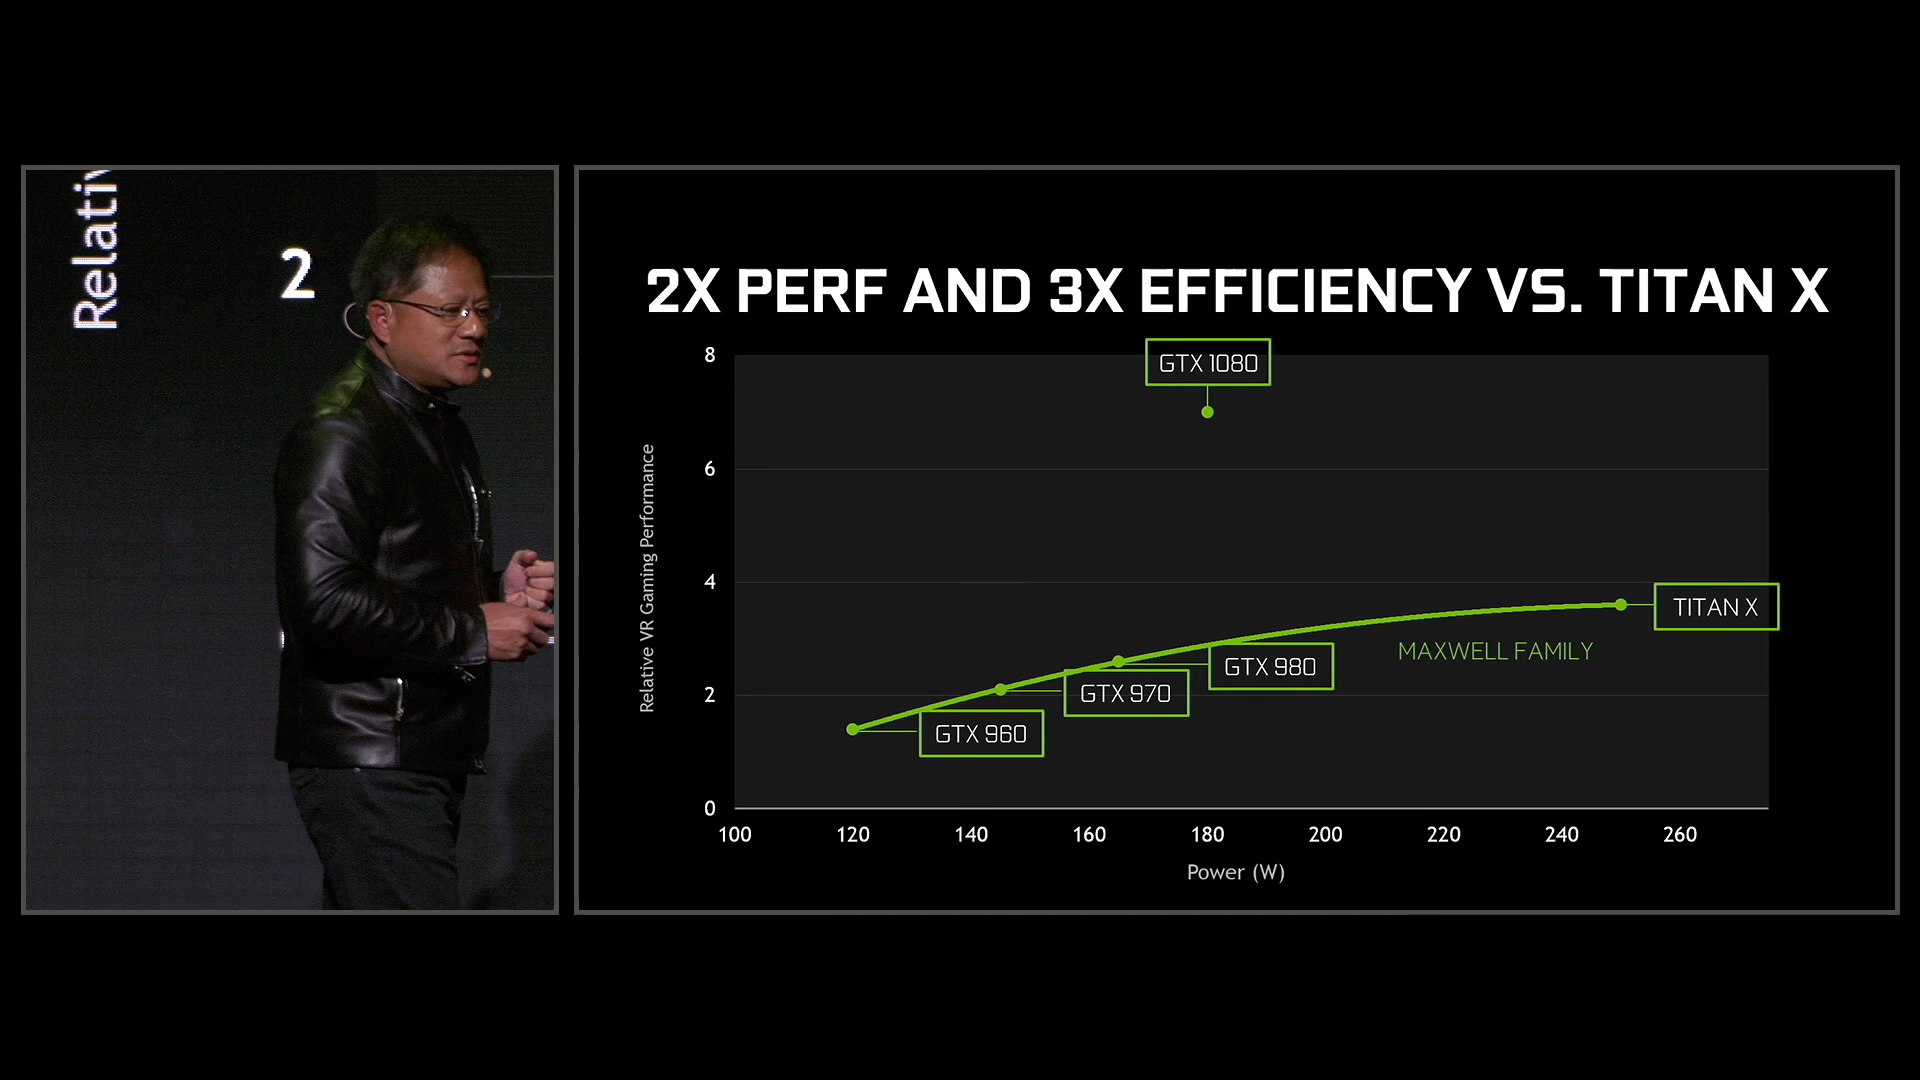 Relativ
2
2X PERF AND 3X EFFICIENCY VS. TITAN X
Relative VR Gaming Performance
8
6
4
2
0
GTX 1080
TITAN X
MAXWELL FAMILY
GTX 980
GTX 970
GTX 960
100 120 140 160 180 200 220 240 260
Power (W)